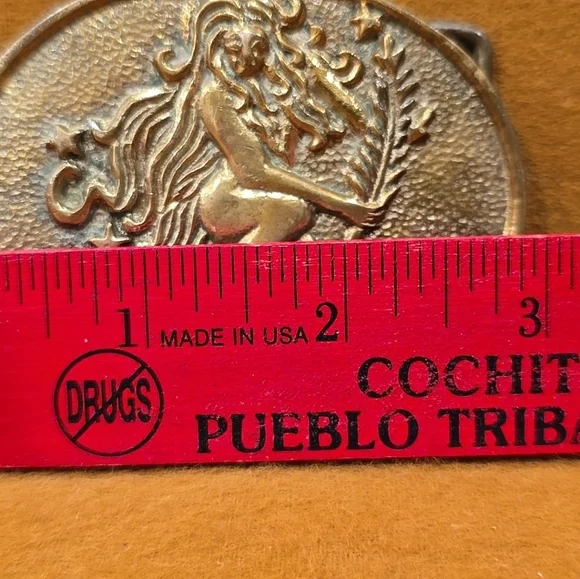 1 2 3
MADE IN USA
DRUGS
COCHIT
PUEBLO TRIBA